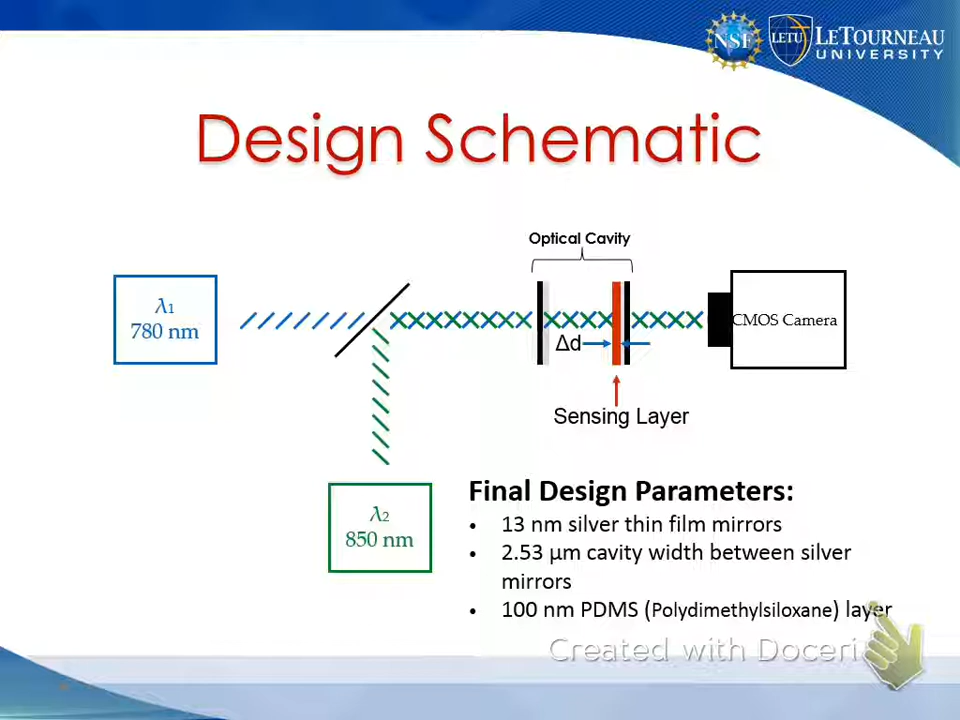 NSF
LETU
LETOURNEAU
UNIVERSITY
Design Schematic
Optical Cavity
λ1
780 nm
CMOS Camera
Δd
Sensing Layer
λ2
850 nm
Final Design Parameters:
• 13 nm silver thin film mirrors
• 2.53 µm cavity width between silver
mirrors
• 100 nm PDMS (Polydimethylsiloxane) layer
Created with Doceri